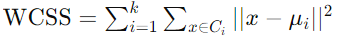 WCSS = ∑_{i=1}^{k} ∑_{x∈C_i} ||x − μ_i||²